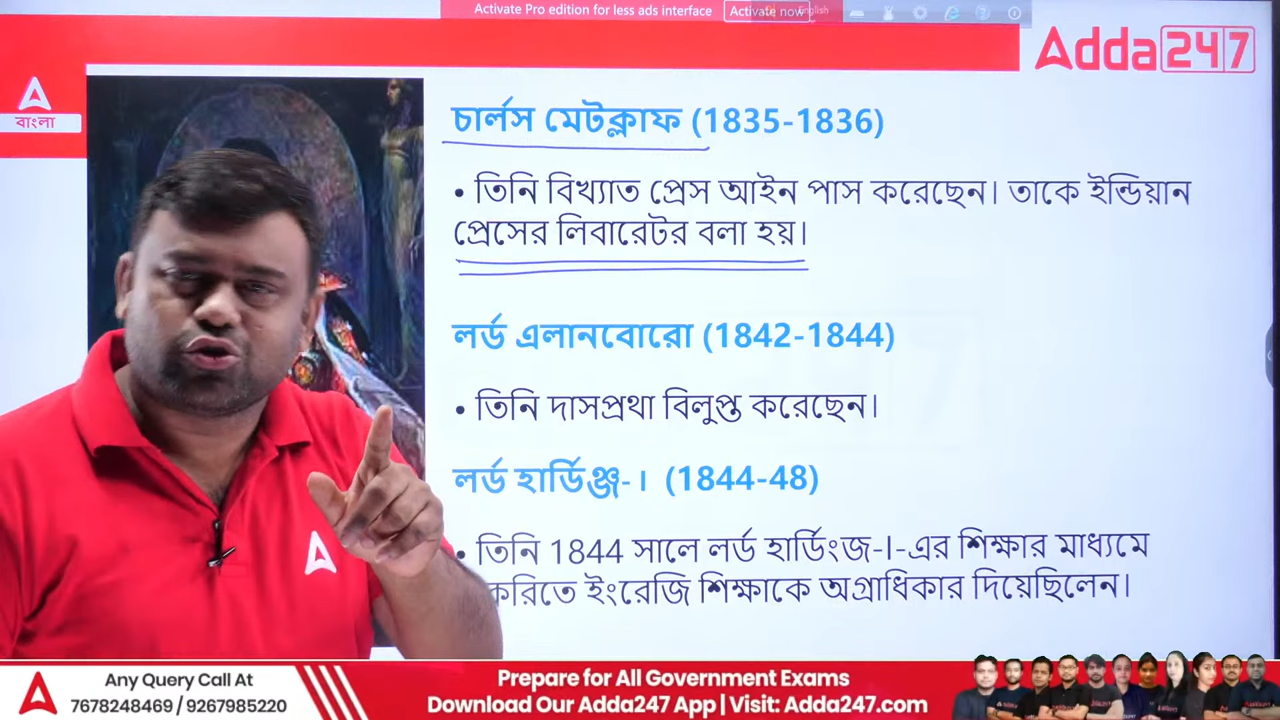 Activate Pro edition for less ads interface
Activate now
English
Adda247
বাংলা
চার্লস মেটক্লাফ (1835-1836)
• তিনি বিখ্যাত প্রেস আইন পাস করেছেন। তাকে ইন্ডিয়ান
প্রেসের লিবারেটর বলা হয়।
লর্ড এলানবোরো (1842-1844)
• তিনি দাসপ্রথা বিলুপ্ত করেছেন।
লর্ড হার্ডিঞ্জ-। (1844-48)
• তিনি 1844 সালে লর্ড হার্ডিংজ-I-এর শিক্ষার মাধ্যমে
করিতে ইংরেজি শিক্ষাকে অগ্রাধিকার দিয়েছিলেন।
Any Query Call At
7678248469 / 9267985220
Prepare for All Government Exams
Download Our Adda247 App | Visit: Adda247.com